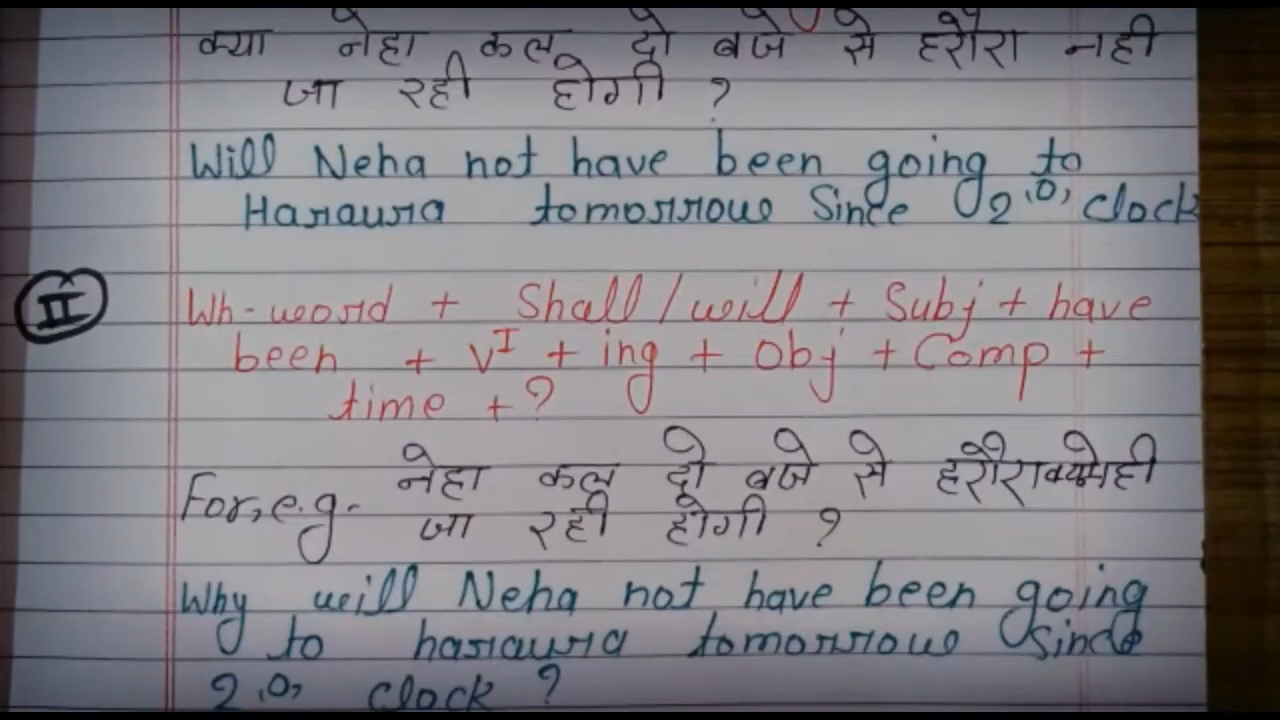 क्या नेहा कल दो बजे से हरौरा नही
जा रही होगी ?
Will Neha not have been going to
Haraura tomorrow Since 2.0, clock
II
Wh-word + Shall/will + Subj + have
been + V^I + ing + Obj + Comp +
time + ?
नेहा कल दो बजे से हरौरा क्यो नही
For, e.g.- जा रही होगी ?
Why will Neha not have been going
to haraura tomorrow Since
2.0, clock ?